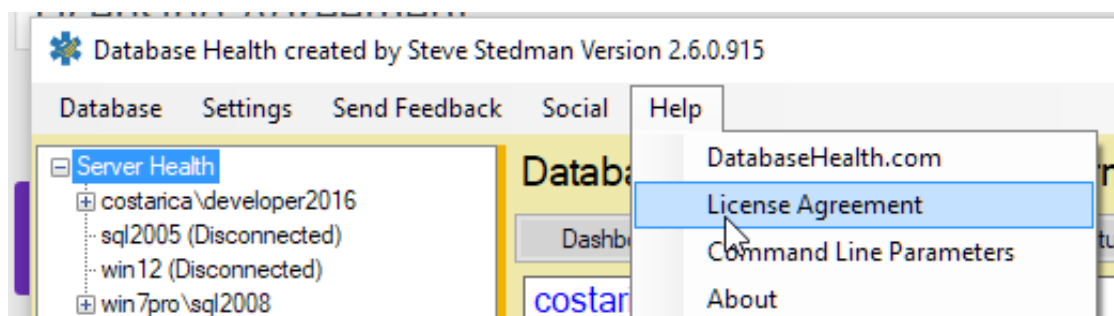 Database Health created by Steve Stedman Version 2.6.0.915
Database Settings Send Feedback Social Help
Server Health
costarica\developer2016
sql2005 (Disconnected)
win12 (Disconnected)
win7pro\sql2008
DatabaseHealth.com
License Agreement
Command Line Parameters
About